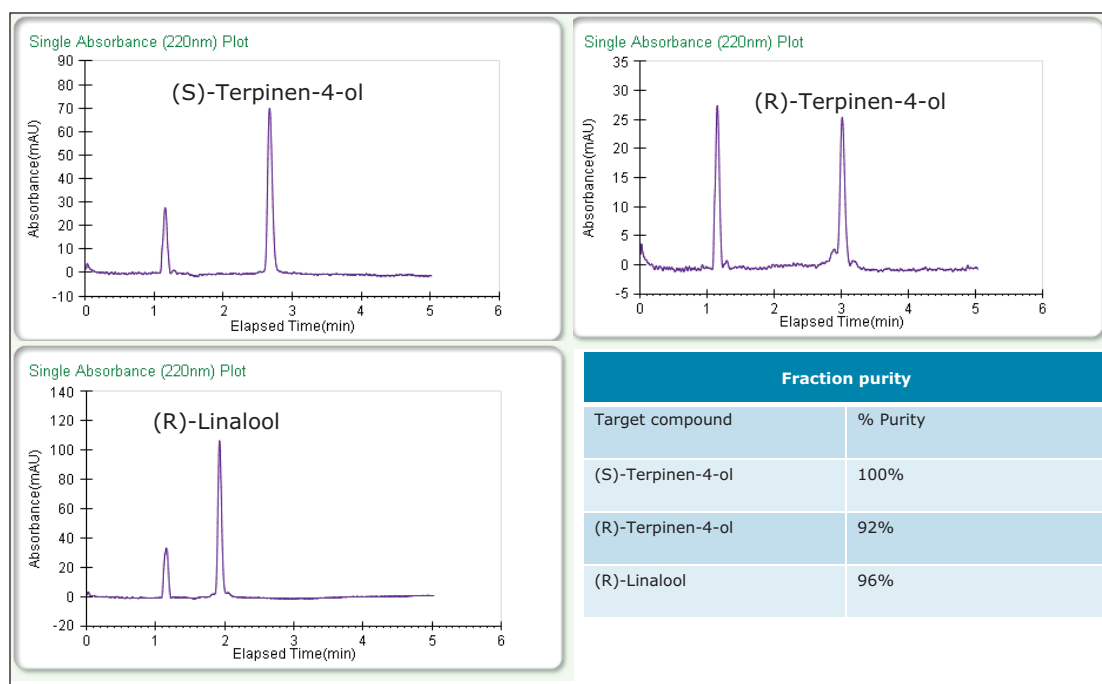 Single Absorbance (220nm) Plot
(S)-Terpinen-4-ol
Absorbance(mAU)
90
80
70
60
50
40
30
20
10
0
-10
0 1 2 3 4 5 6
Elapsed Time(min)
Single Absorbance (220nm) Plot
(R)-Terpinen-4-ol
Absorbance(mAU)
35
30
25
20
15
10
5
0
-5
0 1 2 3 4 5 6
Elapsed Time(min)
Single Absorbance (220nm) Plot
(R)-Linalool
Absorbance(mAU)
140
120
100
80
60
40
20
0
-20
0 1 2 3 4 5 6
Elapsed Time(min)
Fraction purity
Target compound % Purity
(S)-Terpinen-4-ol 100%
(R)-Terpinen-4-ol 92%
(R)-Linalool 96%